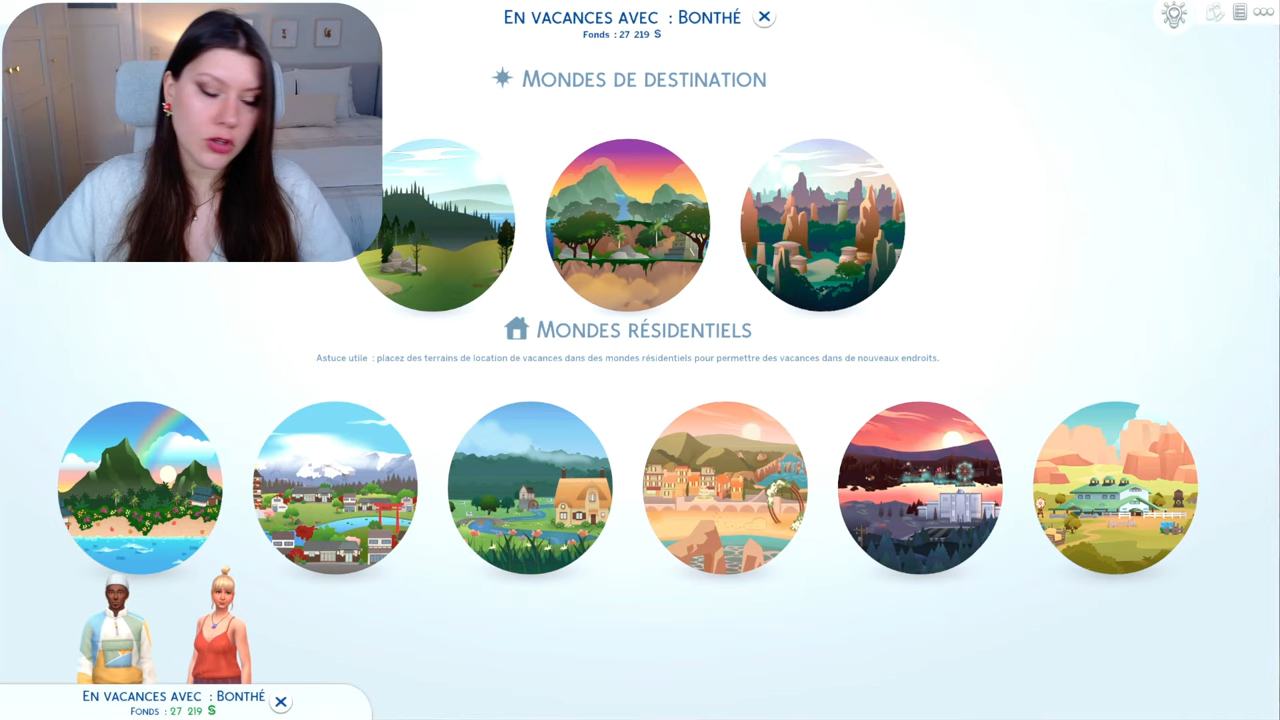 EN VACANCES AVEC : BONTHÉ
Fonds : 27 219 $
MONDES DE DESTINATION
MONDES RÉSIDENTIELS
Astuce utile : placez des terrains de location de vacances dans des mondes résidentiels pour permettre des vacances dans de nouveaux endroits.
EN VACANCES AVEC : BONTHÉ
FONDS : 27 219 $